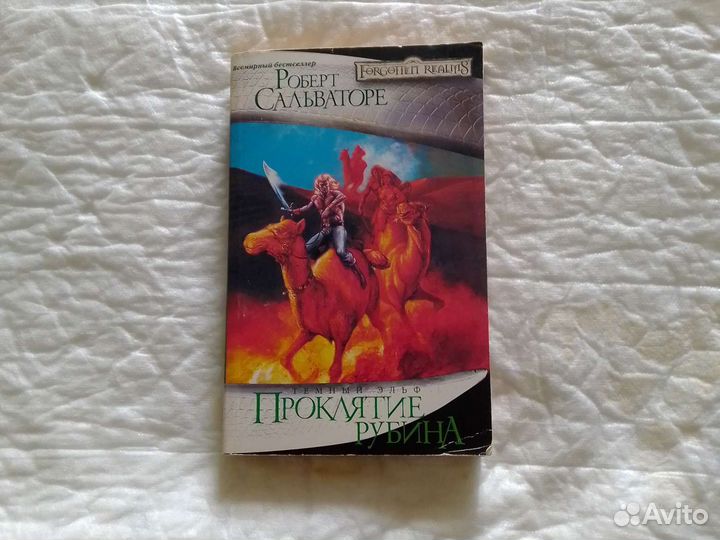 Всемирный бестселлер
Роберт
Сальваторе
Forgotten Realms
Темный эльф
Проклятие
рубина
Avito